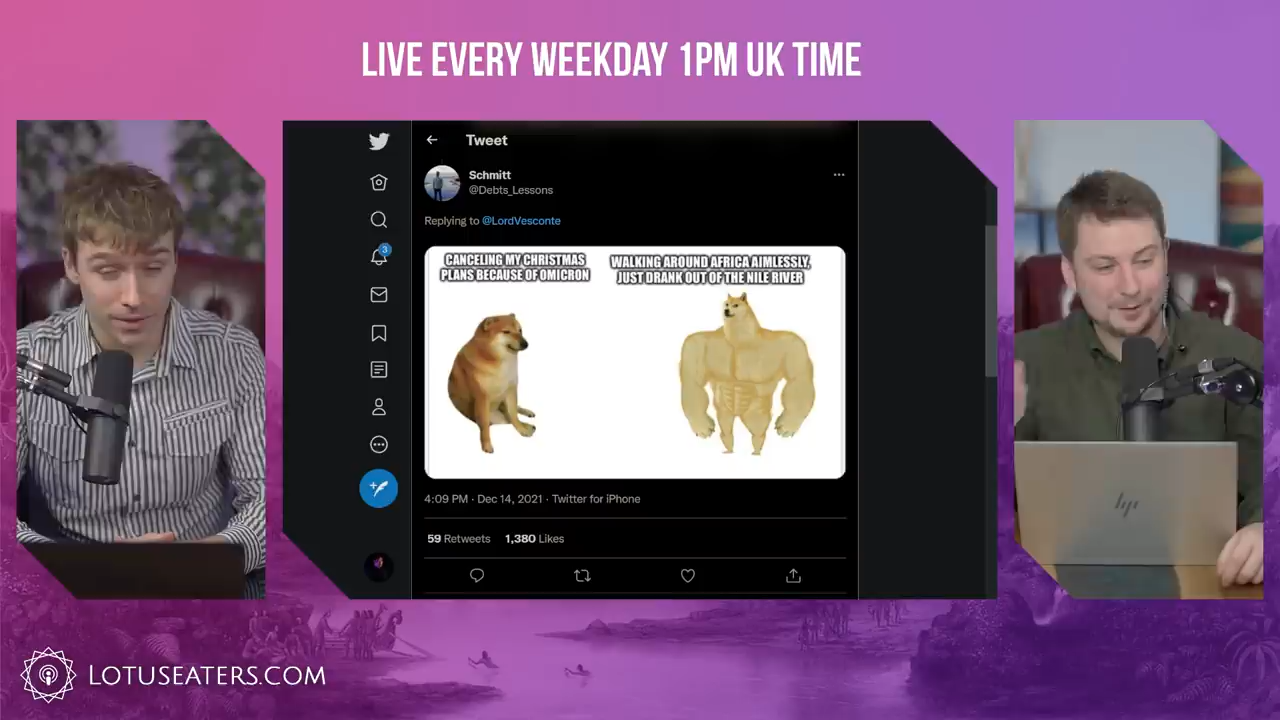 LIVE EVERY WEEKDAY 1PM UK TIME
Tweet
Schmitt
@Debts_Lessons
Replying to @LordVesconte
CANCELING MY CHRISTMAS
PLANS BECAUSE OF OMICRON
WALKING AROUND AFRICA AIMLESSLY,
JUST DRANK OUT OF THE NILE RIVER
3
4:09 PM · Dec 14, 2021 · Twitter for iPhone
59 Retweets 1,380 Likes
hp
LOTUSEATERS.COM